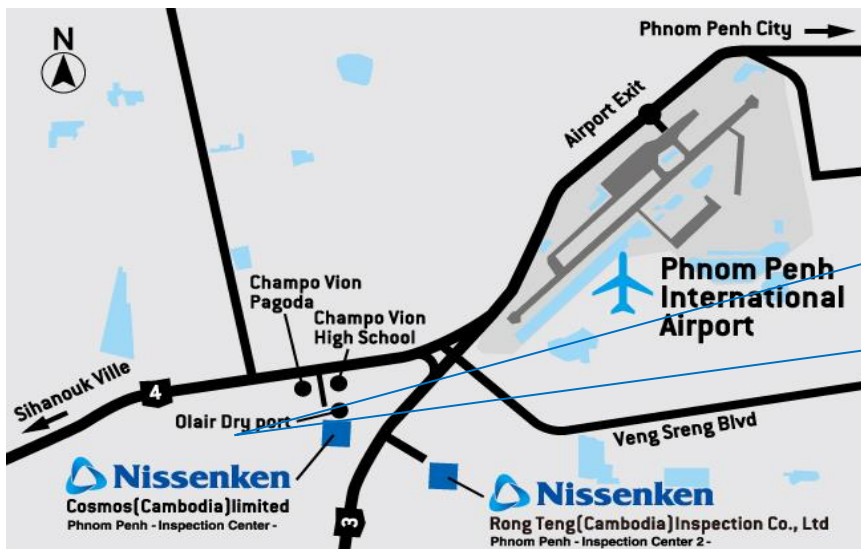 Phnom Penh City
N
Airport Exit
Phnom Penh
International
Airport
Champo Vion
Pagoda
Champo Vion
High School
Sihanouk Ville
4
Olair Dry port
Veng Sreng Blvd
Nissenken
Cosmos(Cambodia)limited
Phnom Penh - Inspection Center -
3
Nissenken
Rong Teng(Cambodia)Inspection Co., Ltd
Phnom Penh - Inspection Center 2 -